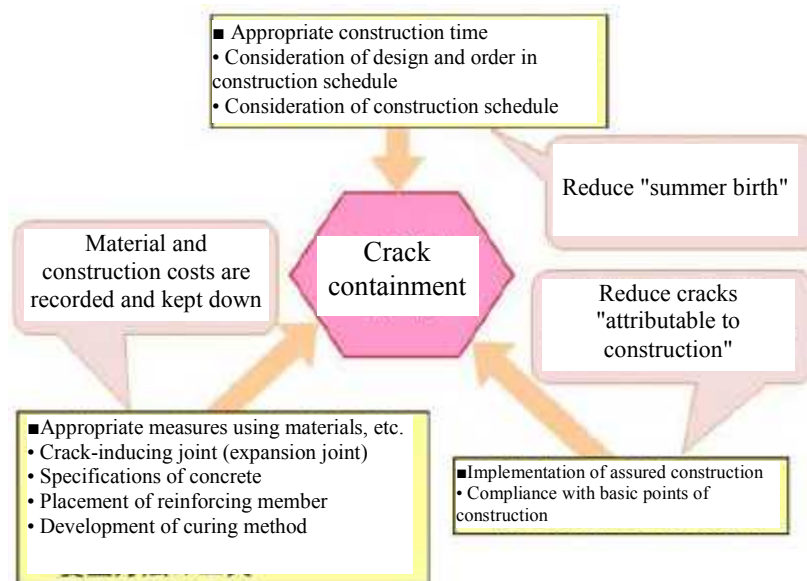 ■ Appropriate construction time
• Consideration of design and order in
construction schedule
• Consideration of construction schedule
Reduce "summer birth"
Material and
construction costs are
recorded and kept down
Crack
containment
Reduce cracks
"attributable to
construction"
■Appropriate measures using materials, etc.
• Crack-inducing joint (expansion joint)
• Specifications of concrete
• Placement of reinforcing member
• Development of curing method
■Implementation of assured construction
• Compliance with basic points of
construction